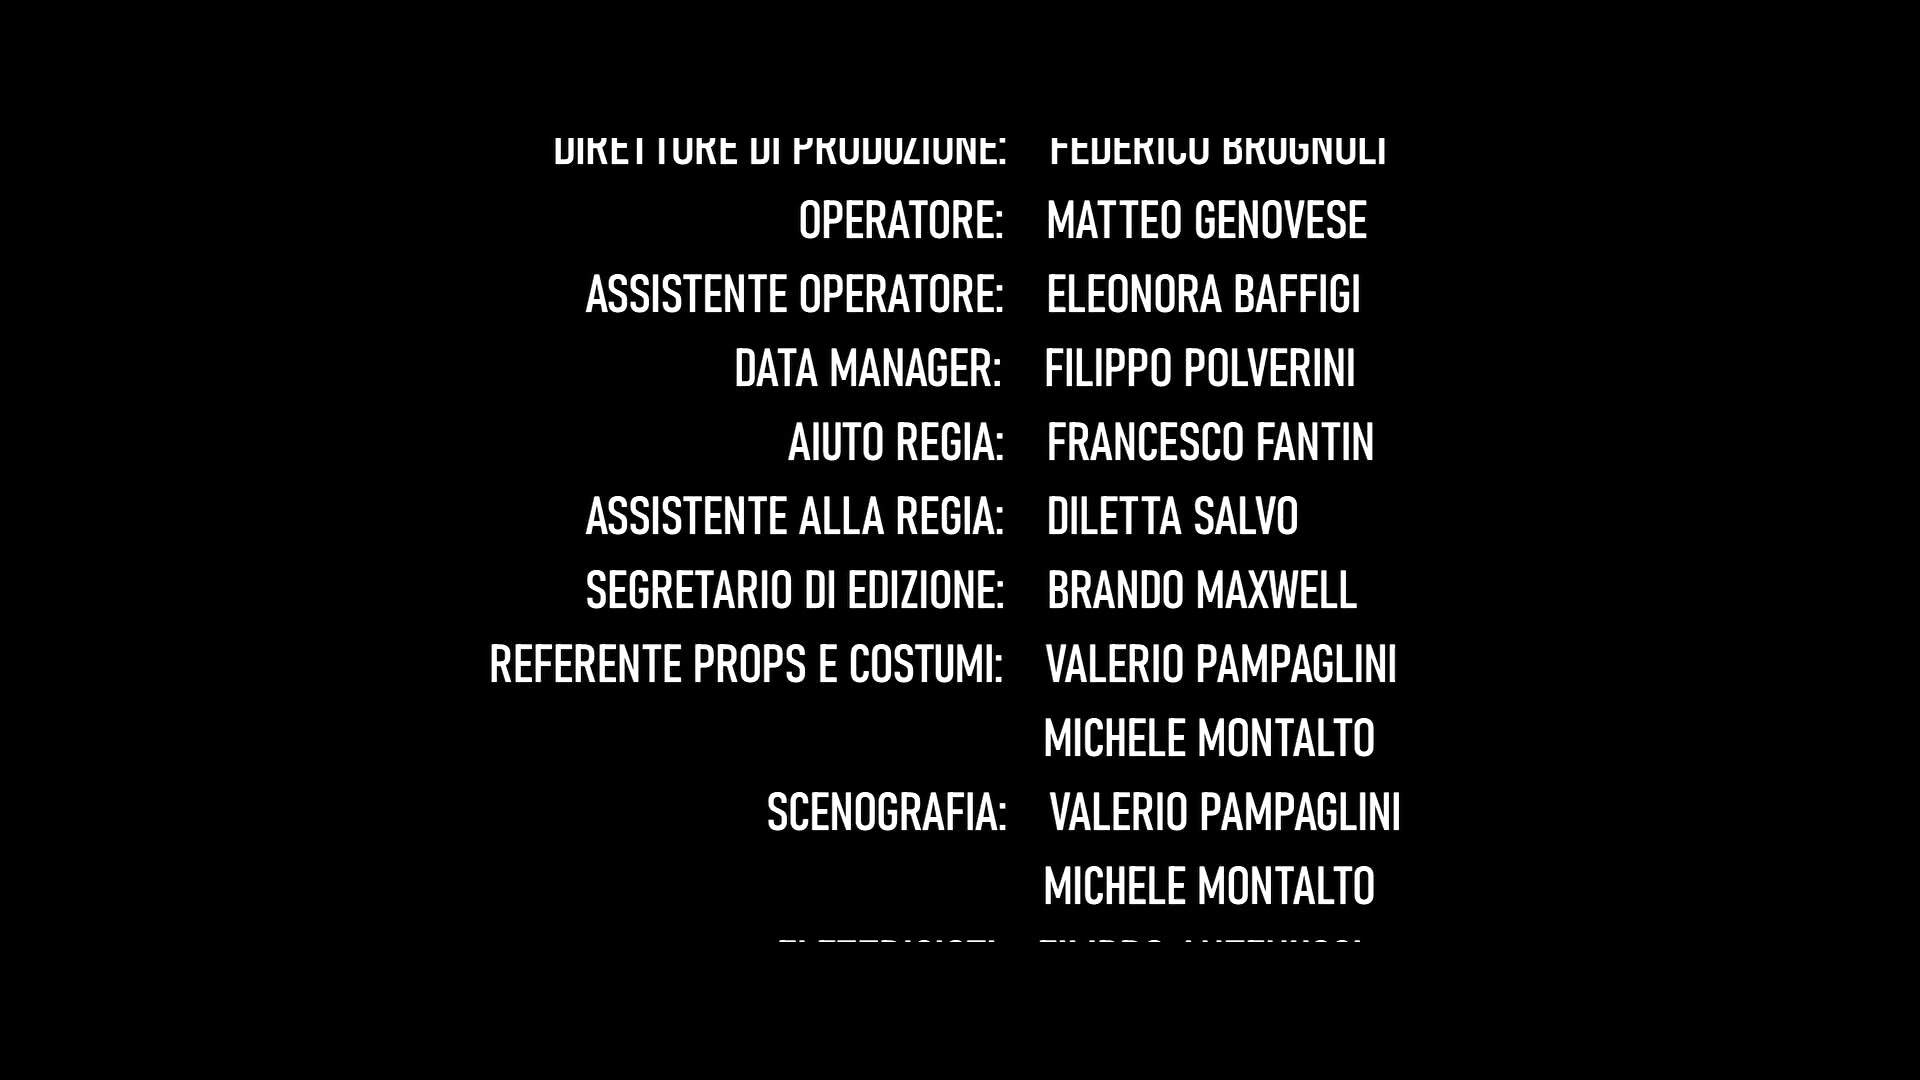 DIRETTORE DI PRODUZIONE: FEDERICO BRUGNOLI
OPERATORE: MATTEO GENOVESE
ASSISTENTE OPERATORE: ELEONORA BAFFIGI
DATA MANAGER: FILIPPO POLVERINI
AIUTO REGIA: FRANCESCO FANTIN
ASSISTENTE ALLA REGIA: DILETTA SALVO
SEGRETARIO DI EDIZIONE: BRANDO MAXWELL
REFERENTE PROPS E COSTUMI: VALERIO PAMPAGLINI
MICHELE MONTALTO
SCENOGRAFIA: VALERIO PAMPAGLINI
MICHELE MONTALTO